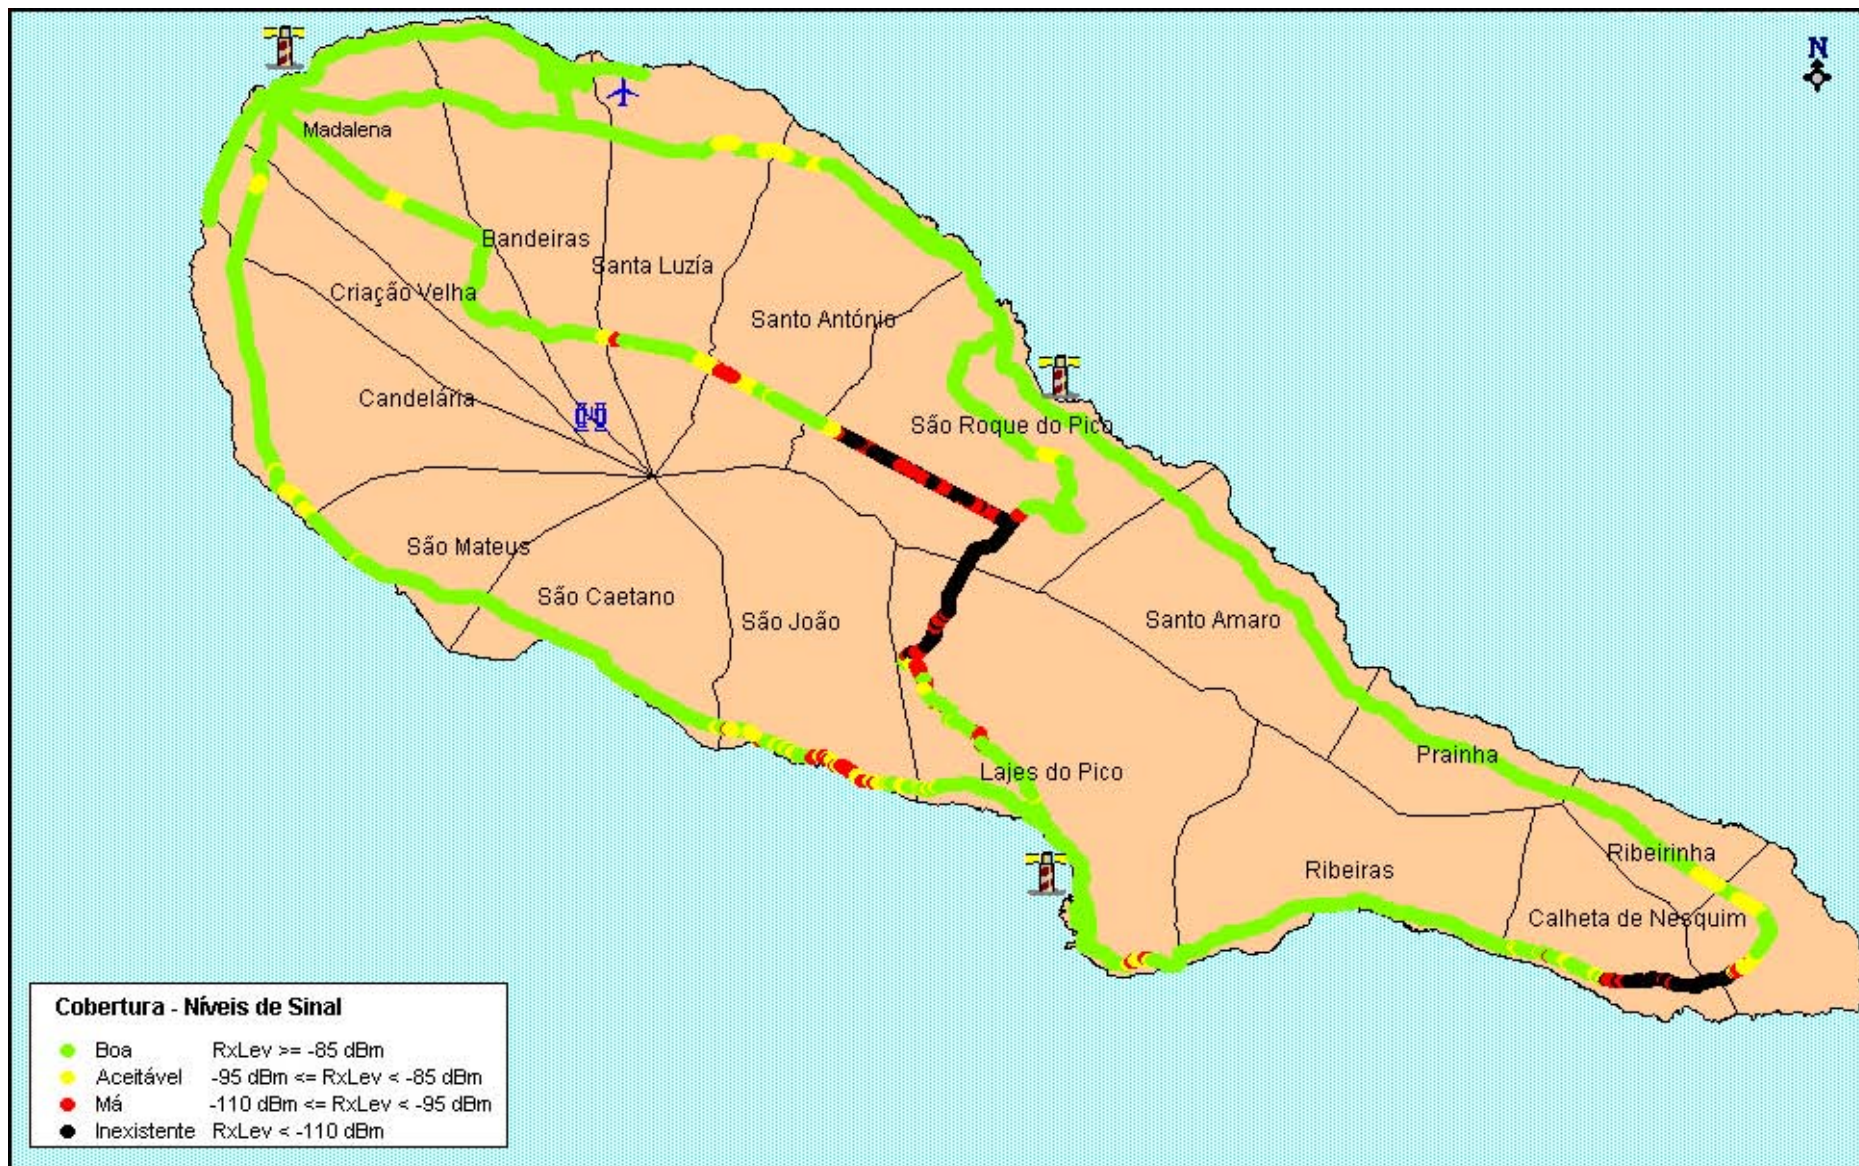 N
Madalena
Bandeiras
Santa Luzía
Criação Velha
Santo António
Candelária
São Roque do Pico
São Mateus
São Caetano
São João
Santo Amaro
Prainha
Lajes do Pico
Ribeirinha
Ribeiras
Calheta de Nesquim
Cobertura - Níveis de Sinal
Boa RxLev >= -85 dBm
Aceitável -95 dBm <= RxLev < -85 dBm
Má -110 dBm <= RxLev < -95 dBm
Inexistente RxLev < -110 dBm